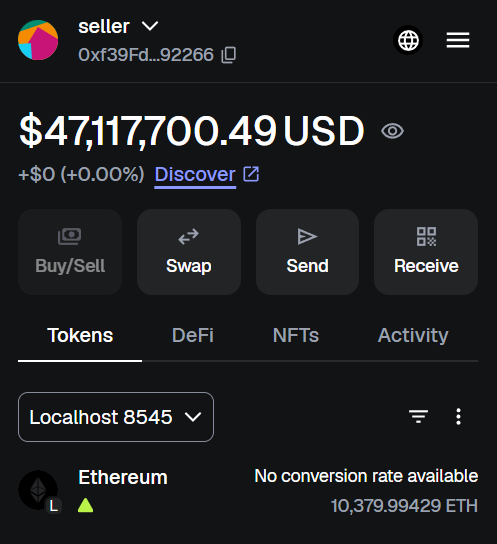 seller
0xf39Fd...92266
$47,117,700.49 USD
+$0 (+0.00%) Discover
Buy/Sell
Swap
Send
Receive
Tokens
DeFi
NFTs
Activity
Localhost 8545
Ethereum
No conversion rate available
L
10,379.99429 ETH